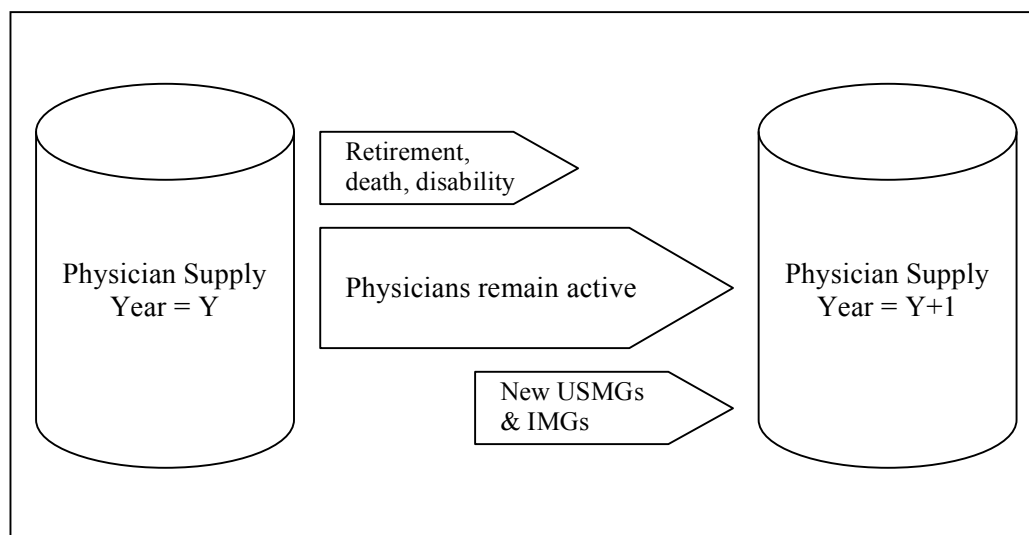 Physician Supply
Year = Y
Retirement,
death, disability
Physicians remain active
New USMGs
& IMGs
Physician Supply
Year = Y+1